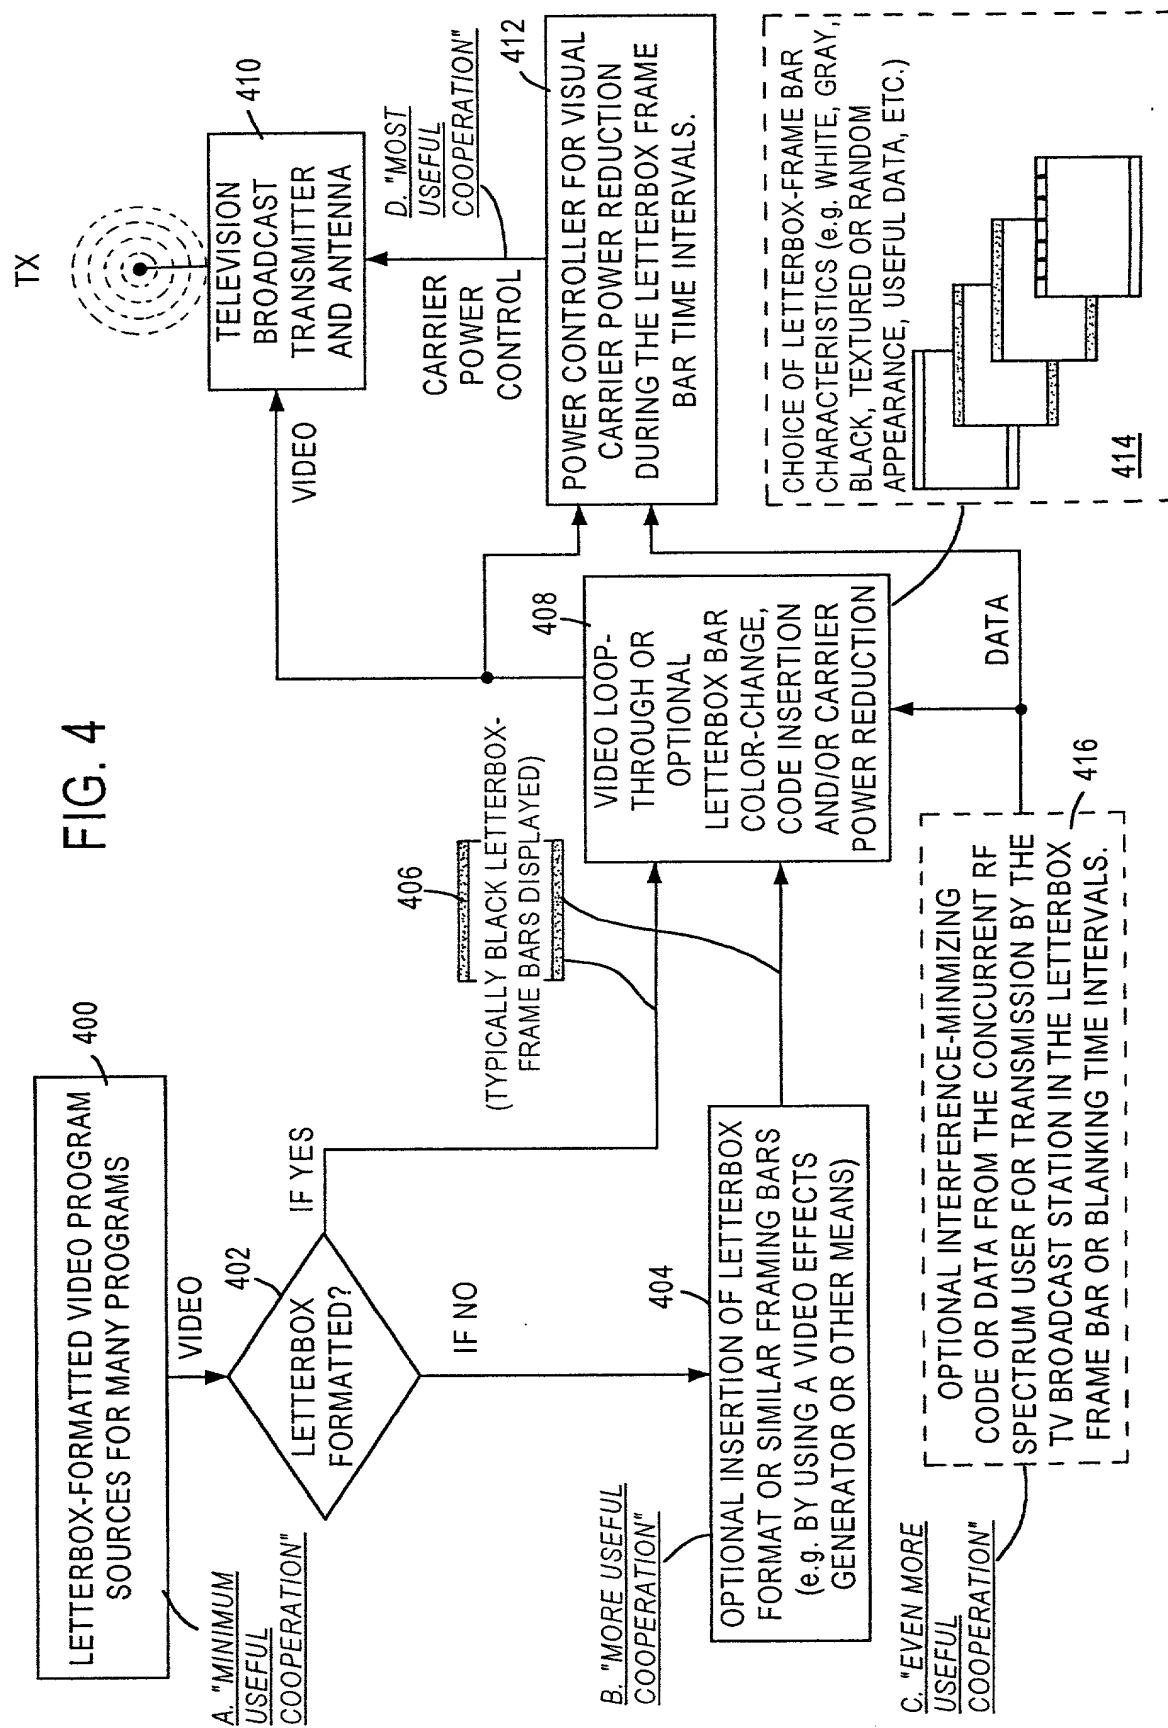 FIG. 4
LETTERBOX-FORMATTED VIDEO PROGRAM
SOURCES FOR MANY PROGRAMS
400
A. "MINIMUM
USEFUL
COOPERATION"
VIDEO
402
LETTERBOX
FORMATTED?
IF YES
IF NO
B. "MORE USEFUL
COOPERATION"
404
OPTIONAL INSERTION OF LETTERBOX
FORMAT OR SIMILAR FRAMING BARS
(e.g. BY USING A VIDEO EFFECTS
GENERATOR OR OTHER MEANS)
406
(TYPICALLY BLACK LETTERBOX-
FRAME BARS DISPLAYED)
C. "EVEN MORE
USEFUL
COOPERATION"
OPTIONAL INTERFERENCE-MINMIZING
CODE OR DATA FROM THE CONCURRENT RF
SPECTRUM USER FOR TRANSMISSION BY THE
TV BROADCAST STATION IN THE LETTERBOX
FRAME BAR OR BLANKING TIME INTERVALS.
416
408
VIDEO LOOP-
THROUGH OR
OPTIONAL
LETTERBOX BAR
COLOR-CHANGE,
CODE INSERTION
AND/OR CARRIER
POWER REDUCTION
DATA
VIDEO
TX
410
TELEVISION
BROADCAST
TRANSMITTER
AND ANTENNA
CARRIER
POWER
CONTROL
D. "MOST
USEFUL
COOPERATION"
412
POWER CONTROLLER FOR VISUAL
CARRIER POWER REDUCTION
DURING THE LETTERBOX FRAME
BAR TIME INTERVALS.
CHOICE OF LETTERBOX-FRAME BAR
CHARACTERISTICS (e.g. WHITE, GRAY,
BLACK, TEXTURED OR RANDOM
APPEARANCE, USEFUL DATA, ETC.)
414